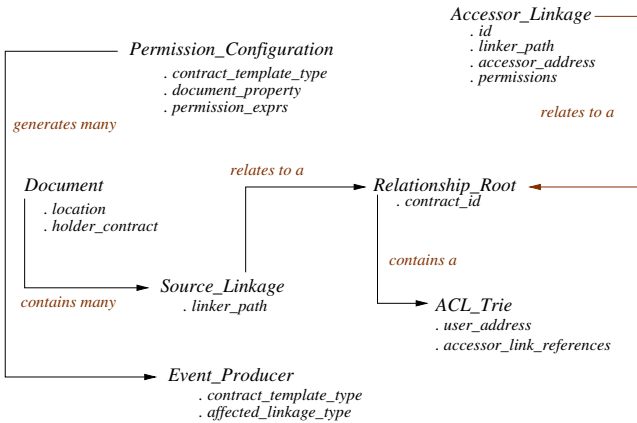 Accessor_Linkage
. id
. linker_path
. accessor_address
. permissions
Permission_Configuration
. contract_template_type
. document_property
. permission_exprs
relates to a
generates many
relates to a
Document
. location
. holder_contract
Relationship_Root
. contract_id
contains a
contains many
Source_Linkage
. linker_path
ACL_Trie
. user_address
. accessor_link_references
Event_Producer
. contract_template_type
. affected_linkage_type